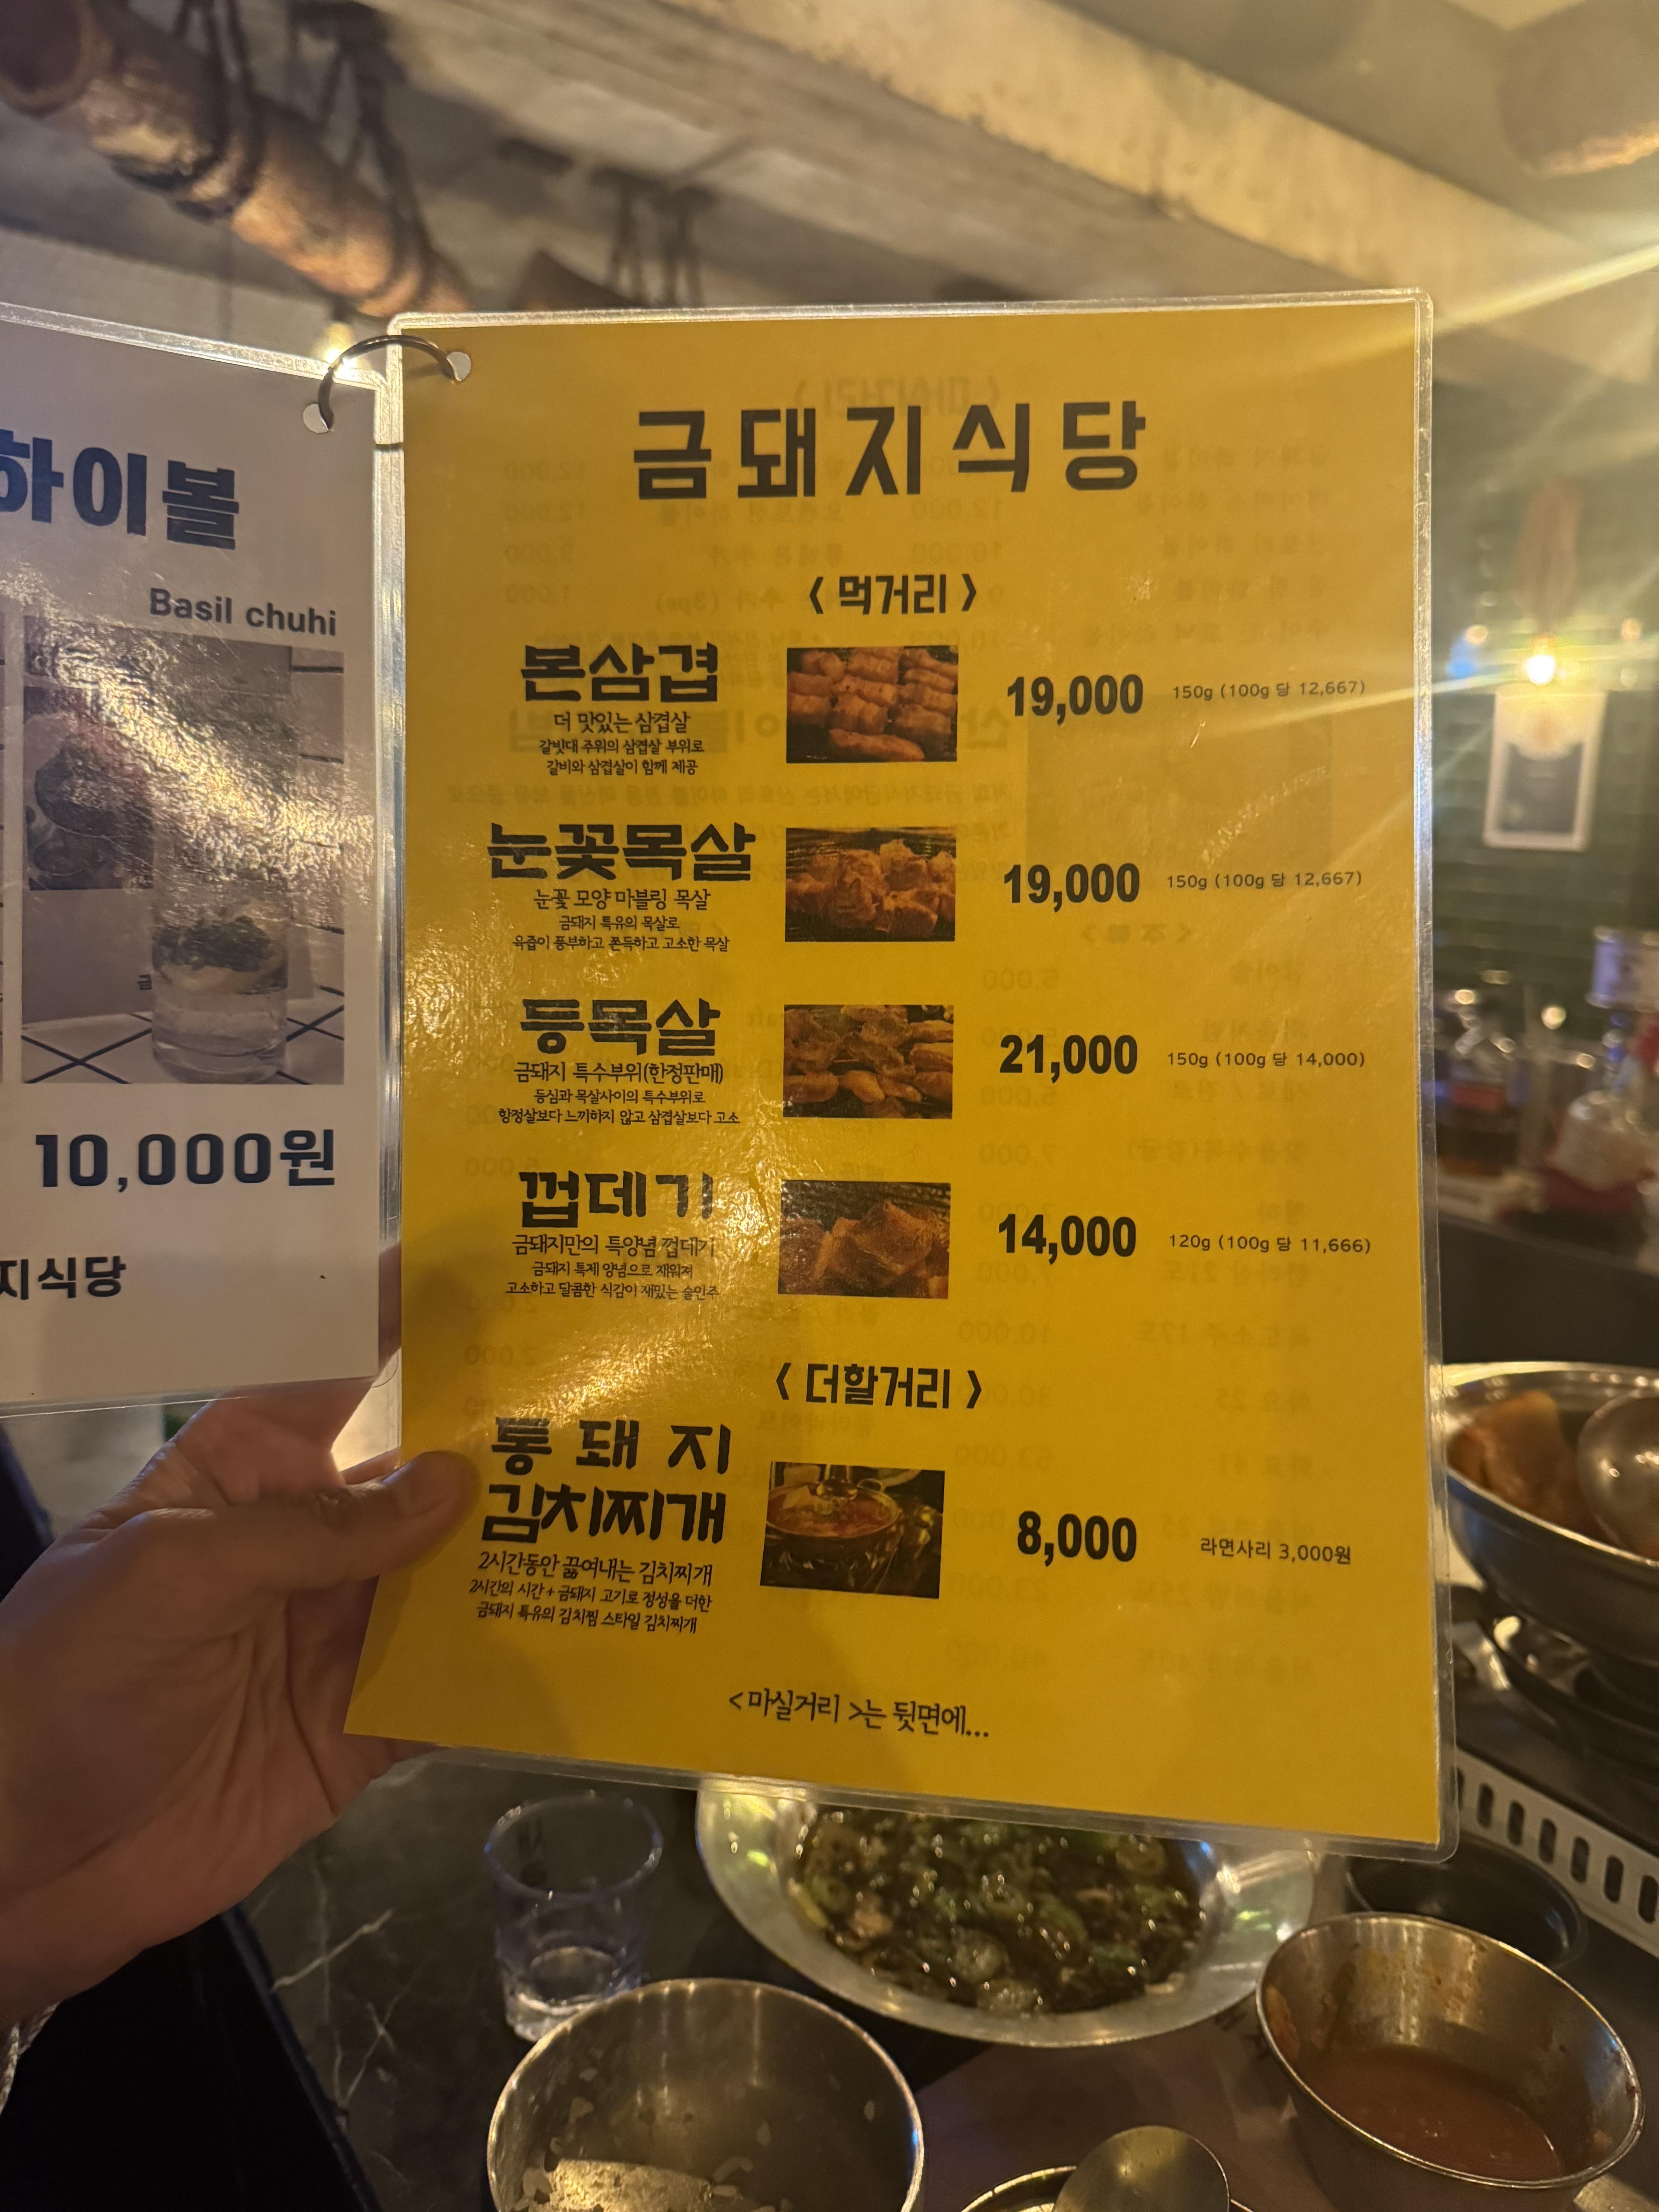 하이볼
Basil chuhi
10,000원
지식당
금돼지식당
< 먹거리 >
본삼겹
더 맛있는 삼겹살
갈빗대 주위의 삼겹살 부위로
갈비와 삼겹살이 함께 제공
19,000 150g (100g 당 12,667)
눈꽃목살
눈꽃 모양 마블링 목살
금돼지 특유의 목살로
육즙이 풍부하고 쫀득하고 고소한 목살
19,000 150g (100g 당 12,667)
등목살
금돼지 특수부위(한정판매)
등심과 목살사이의 특수부위로
항정살보다 느끼하지 않고 삼겹살보다 고소
21,000 150g (100g 당 14,000)
껍데기
금돼지만의 특양념 껍데기
금돼지 특제 양념으로 재워져
고소하고 달콤한 식감이 재밌는 술안주
14,000 120g (100g 당 11,666)
< 더할거리 >
통돼지
김치찌개
2시간동안 끓여내는 김치찌개
2시간의 시간 + 금돼지 고기로 정성을 더한
금돼지 특유의 김치찜 스타일 김치찌개
8,000 라면사리 3,000원
<마실거리>는 뒷면에...